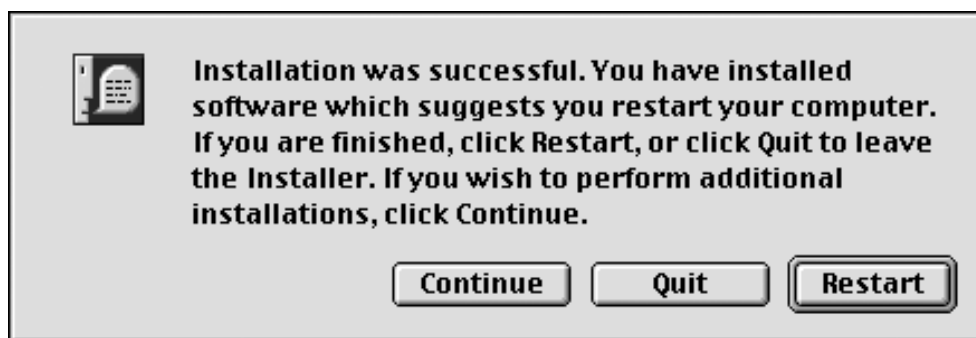 Installation was successful. You have installed
software which suggests you restart your computer.
If you are finished, click Restart, or click Quit to leave
the Installer. If you wish to perform additional
installations, click Continue.
Continue Quit Restart